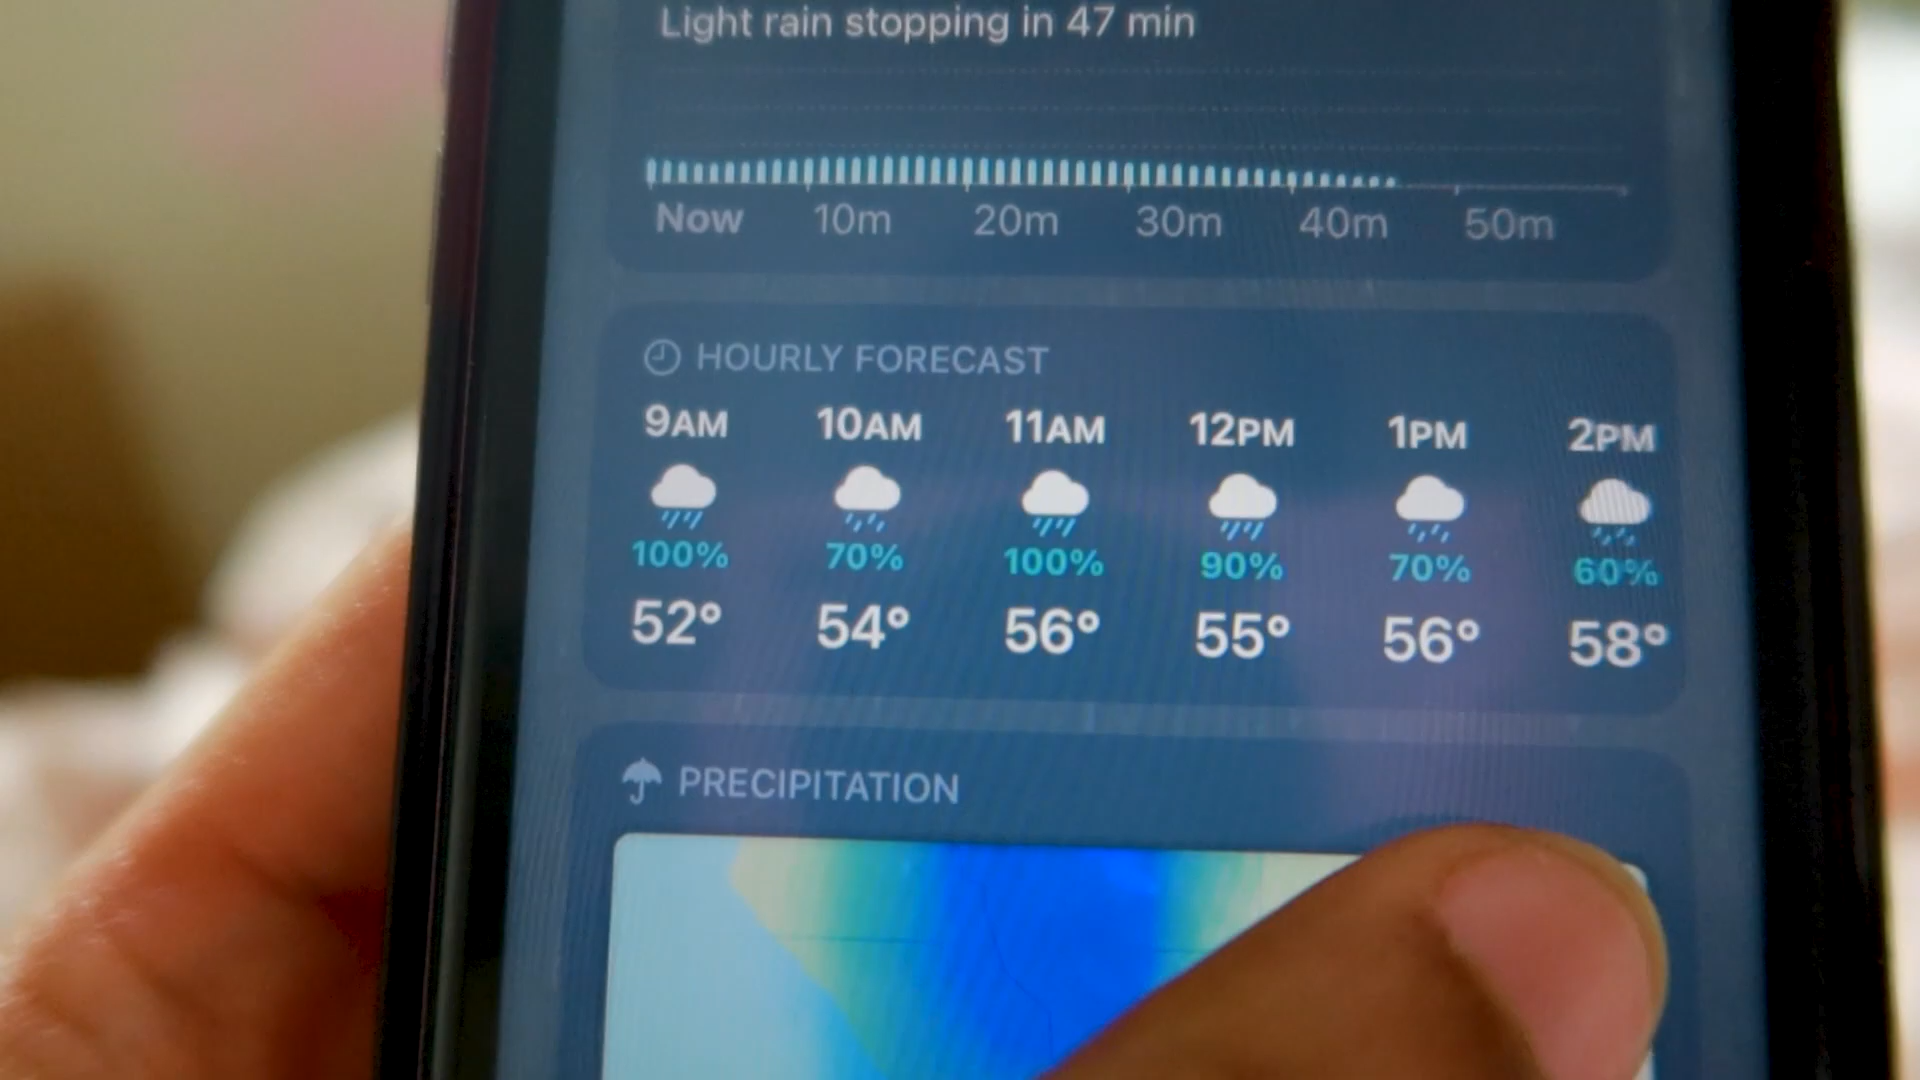 Light rain stopping in 47 min
Now 10m 20m 30m 40m 50m
HOURLY FORECAST
9AM 10AM 11AM 12PM 1PM 2PM
100% 70% 100% 90% 70% 60%
52° 54° 56° 55° 56° 58°
PRECIPITATION